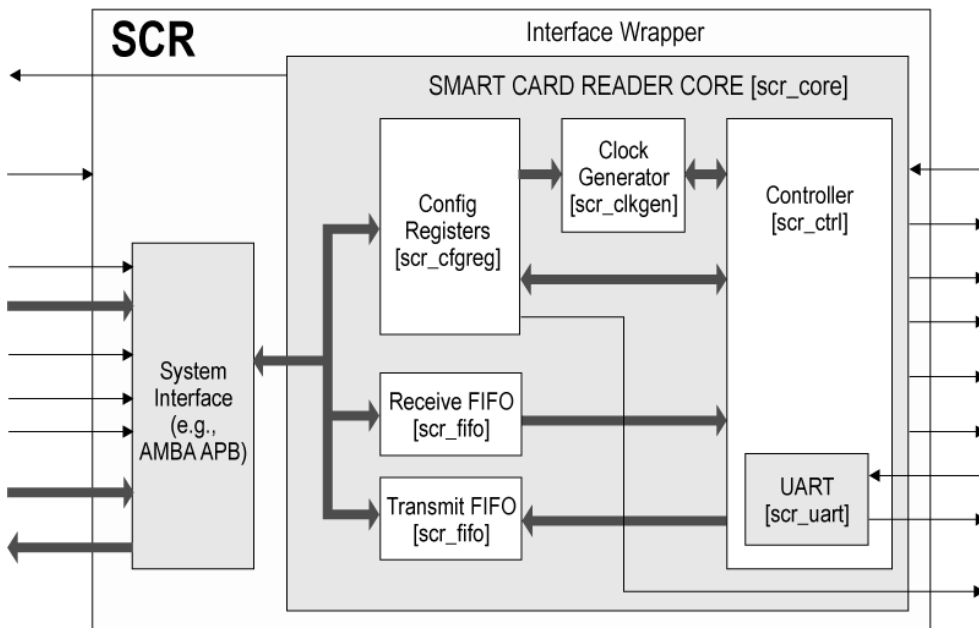 SCR
Interface Wrapper
SMART CARD READER CORE [scr_core]
Config
Registers
[scr_cfgreg]
Clock
Generator
[scr_clkgen]
Controller
[scr_ctrl]
System
Interface
(e.g.,
AMBA APB)
Receive FIFO
[scr_fifo]
Transmit FIFO
[scr_fifo]
UART
[scr_uart]